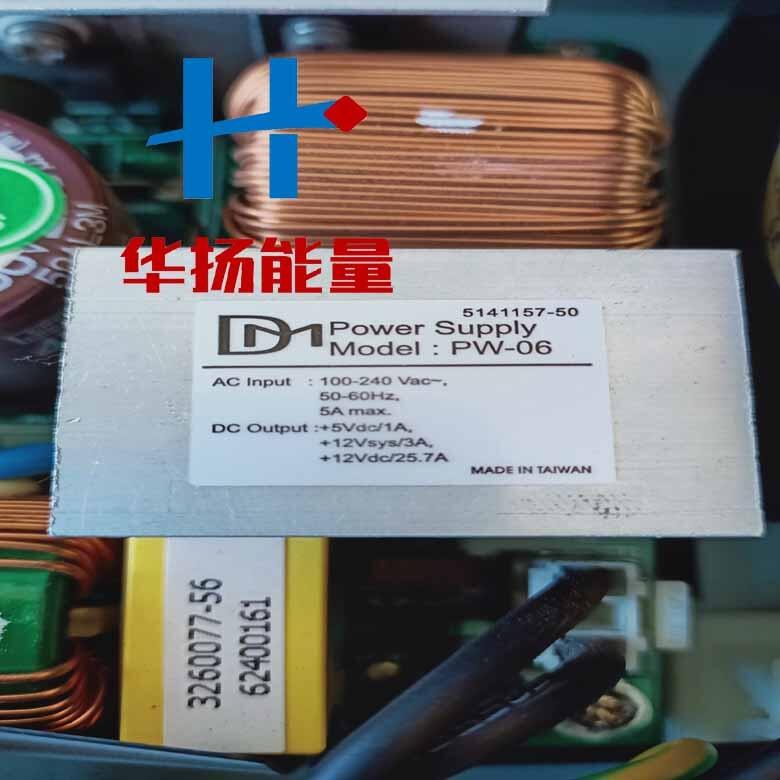 华扬能量
5141157-50
DM Power Supply
Model : PW-06
AC Input : 100-240 Vac~,
50-60Hz,
5A max.
DC Output :+5Vdc/1A,
+12Vsys/3A,
+12Vdc/25.7A
MADE IN TAIWAN
3260077-56
62400161